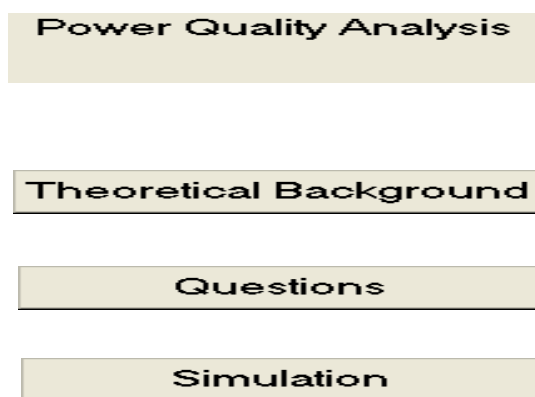 Power Quality Analysis
Theoretical Background
Questions
Simulation